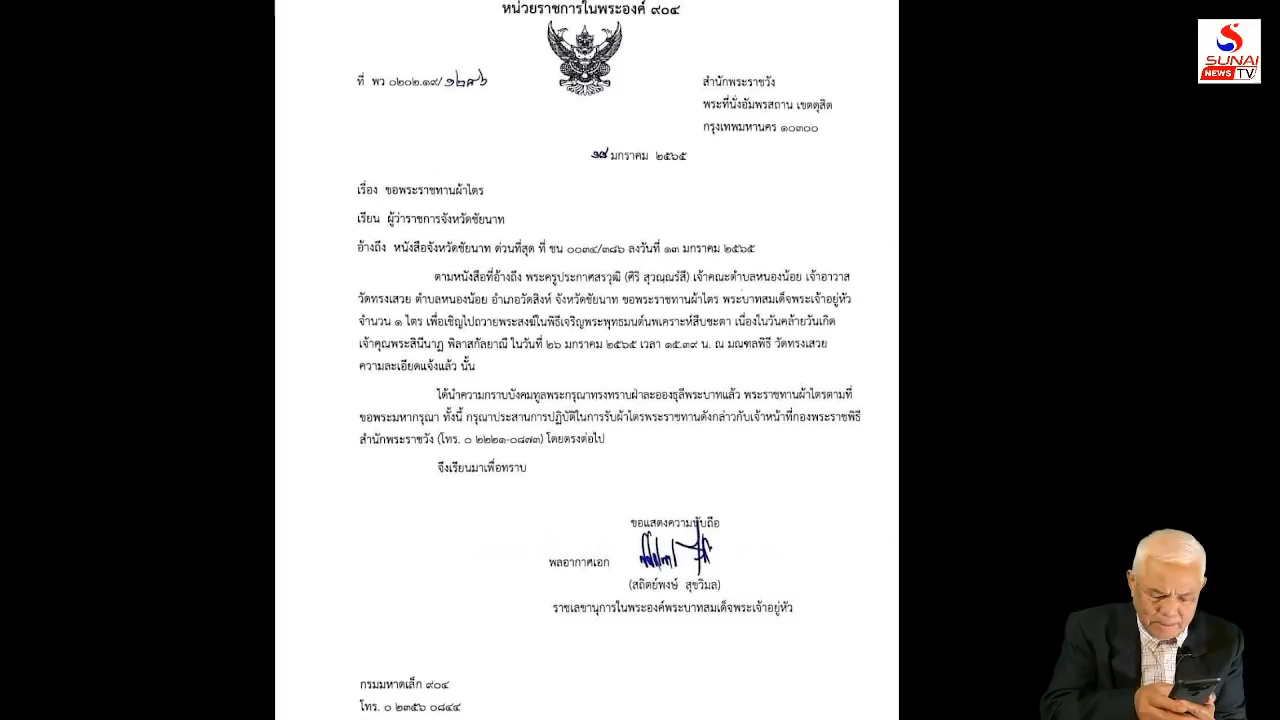 หน่วยราชการในพระองค์ ๙๐๔
ที่ พว ๐๒๐๒.๑๙/๑๒๘๖
สำนักพระราชวัง
พระที่นั่งอัมพรสถาน เขตดุสิต
กรุงเทพมหานคร ๑๐๓๐๐
มกราคม ๒๕๖๕
เรื่อง ขอพระราชทานผ้าไตร
เรียน ผู้ว่าราชการจังหวัดชัยนาท
อ้างถึง หนังสือจังหวัดชัยนาท ด่วนที่สุด ที่ ชน ๐๐๓๔/๓๘๖ ลงวันที่ ๑๓ มกราคม ๒๕๖๕
ตามหนังสือที่อ้างถึง พระครูประกาศสรวุฒิ (ศิริ สุวณฺณรํสี) เจ้าคณะตำบลหนองน้อย เจ้าอาวาส
วัดทรงเสวย ตำบลหนองน้อย อำเภอวัดสิงห์ จังหวัดชัยนาท ขอพระราชทานผ้าไตร พระบาทสมเด็จพระเจ้าอยู่หัว
จำนวน ๑ ไตร เพื่อเชิญไปถวายพระสงฆ์ในพิธีเจริญพระพุทธมนต์นพเคราะห์สืบชะตา เนื่องในวันคล้ายวันเกิด
เจ้าคุณพระสินีนาฏ พิลาสกัลยาณี ในวันที่ ๒๖ มกราคม ๒๕๖๕ เวลา ๑๕.๓๙ น. ณ มณฑลพิธี วัดทรงเสวย
ความละเอียดแจ้งแล้ว นั้น
ได้นำความกราบบังคมทูลพระกรุณาทรงทราบฝ่าละอองธุลีพระบาทแล้ว พระราชทานผ้าไตรตามที่
ขอพระมหากรุณา ทั้งนี้ กรุณาประสานการปฏิบัติในการรับผ้าไตรพระราชทานดังกล่าวกับเจ้าหน้าที่กองพระราชพิธี
สำนักพระราชวัง (โทร. ๐ ๒๒๒๑-๐๘๗๓) โดยตรงต่อไป
จึงเรียนมาเพื่อทราบ
ขอแสดงความนับถือ
พลอากาศเอก
(สถิตย์พงษ์ สุขวิมล)
ราชเลขานุการในพระองค์พระบาทสมเด็จพระเจ้าอยู่หัว
กรมมหาดเล็ก ๙๐๔
โทร. ๐ ๒๓๕๖ ๐๘๔๔
SUNAI
NEWS TV